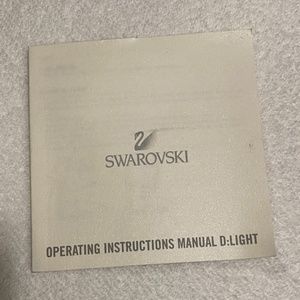 SWAROVSKI
OPERATING INSTRUCTIONS MANUAL D:LIGHT